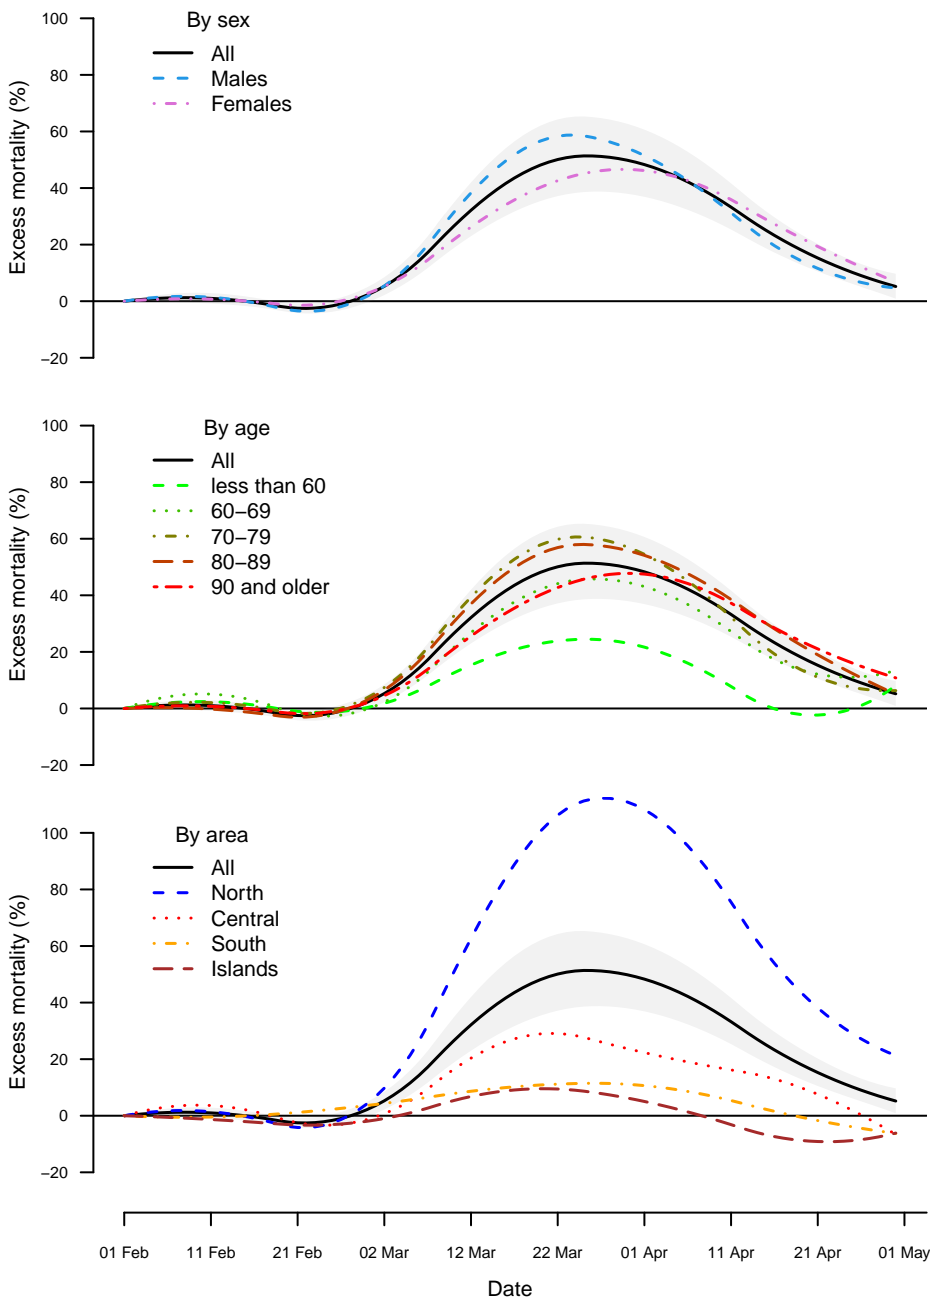 By sex
All
Males
Females
Excess mortality (%)
100
80
60
40
20
0
−20
By age
All
less than 60
60−69
70−79
80−89
90 and older
Excess mortality (%)
100
80
60
40
20
0
−20
By area
All
North
Central
South
Islands
Excess mortality (%)
100
80
60
40
20
0
−20
01 Feb 11 Feb 21 Feb 02 Mar 12 Mar 22 Mar 01 Apr 11 Apr 21 Apr 01 May
Date